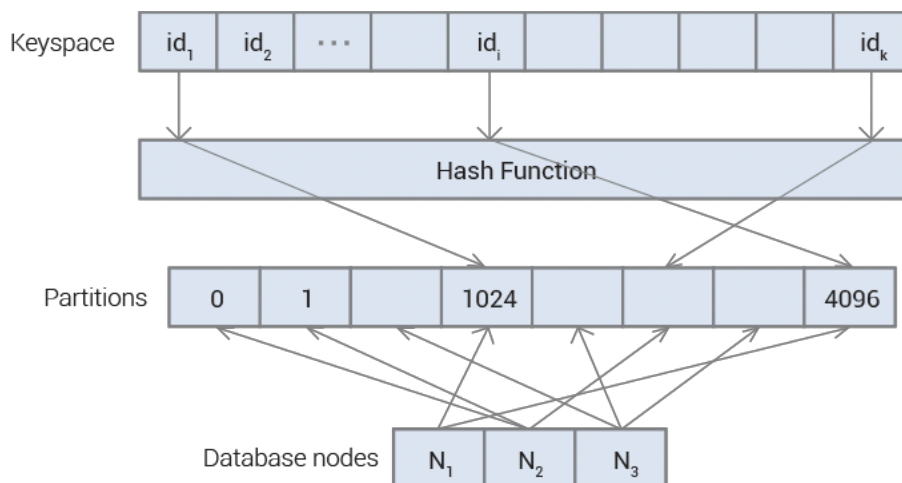 Keyspace id₁ id₂ ··· idᵢ idₖ
Hash Function
Partitions 0 1 1024 4096
Database nodes N₁ N₂ N₃